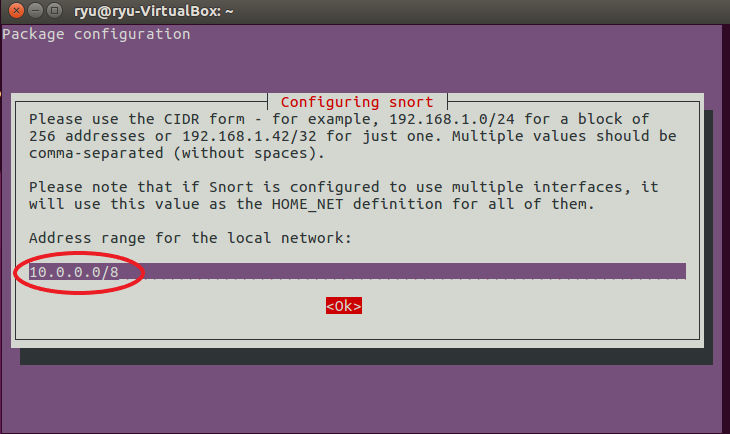 ryu@ryu-VirtualBox: ~
Package configuration
Configuring snort
Please use the CIDR form - for example, 192.168.1.0/24 for a block of
256 addresses or 192.168.1.42/32 for just one. Multiple values should be
comma-separated (without spaces).
Please note that if Snort is configured to use multiple interfaces, it
will use this value as the HOME_NET definition for all of them.
Address range for the local network:
10.0.0.0/8
<Ok>